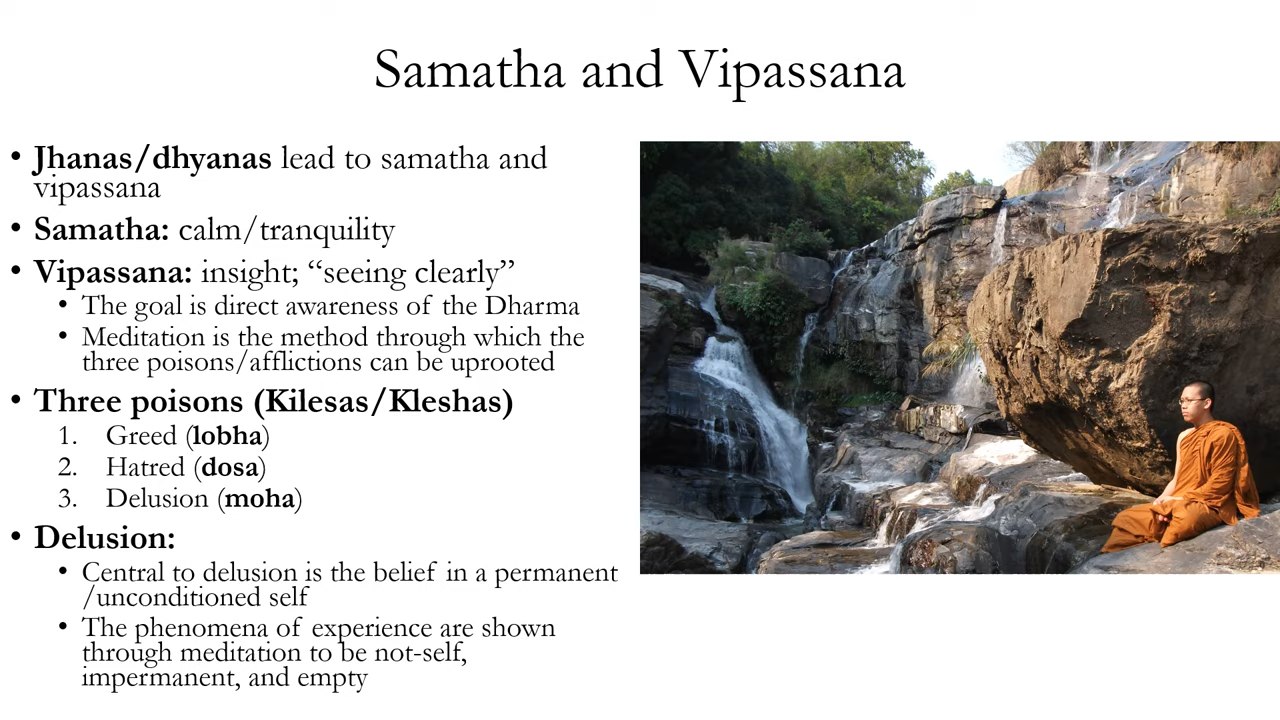 Samatha and Vipassana
• Jhanas/dhyanas lead to samatha and
vipassana
• Samatha: calm/tranquility
• Vipassana: insight; “seeing clearly”
• The goal is direct awareness of the Dharma
• Meditation is the method through which the
three poisons/afflictions can be uprooted
• Three poisons (Kilesas/Kleshas)
1. Greed (lobha)
2. Hatred (dosa)
3. Delusion (moha)
• Delusion:
• Central to delusion is the belief in a permanent
/unconditioned self
• The phenomena of experience are shown
through meditation to be not-self,
impermanent, and empty